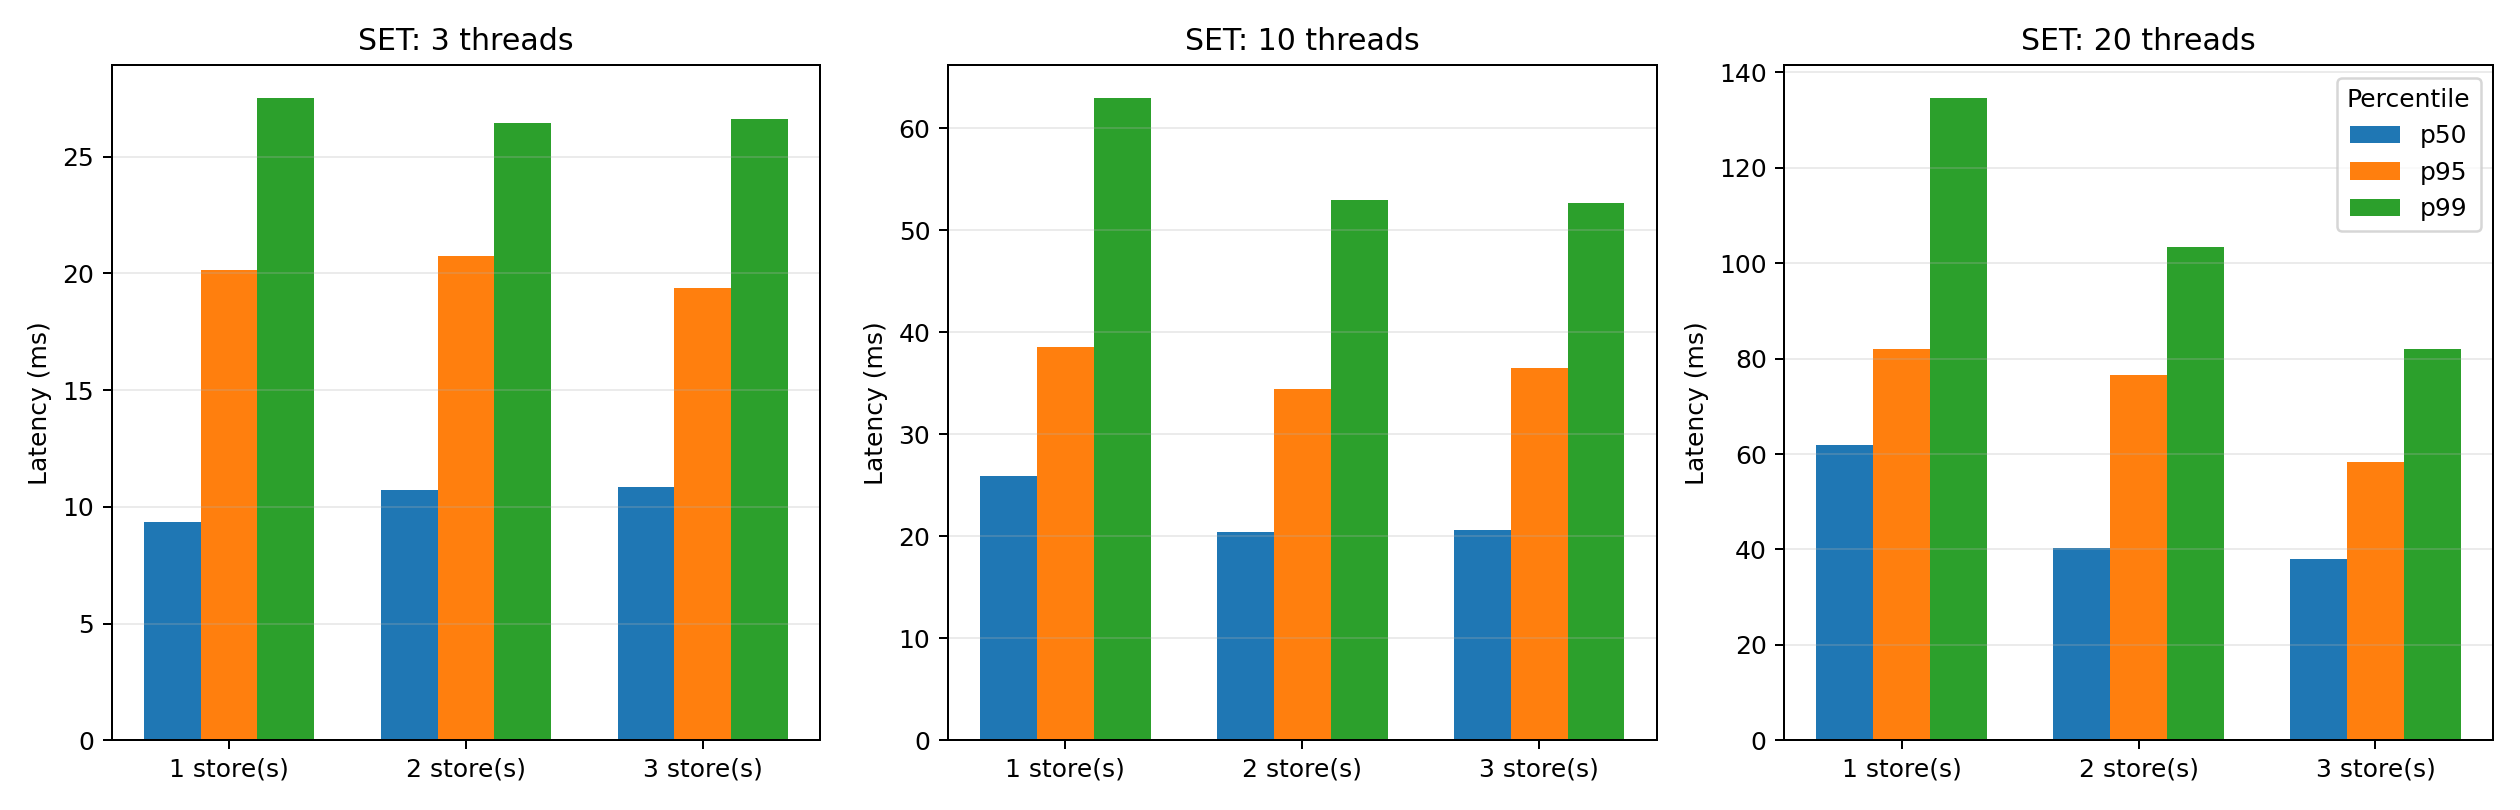 SET: 3 threads
Latency (ms)
25
20
15
10
5
0
1 store(s)
2 store(s)
3 store(s)
SET: 10 threads
Latency (ms)
60
50
40
30
20
10
0
1 store(s)
2 store(s)
3 store(s)
SET: 20 threads
Latency (ms)
140
120
100
80
60
40
20
0
1 store(s)
2 store(s)
3 store(s)
Percentile
p50
p95
p99